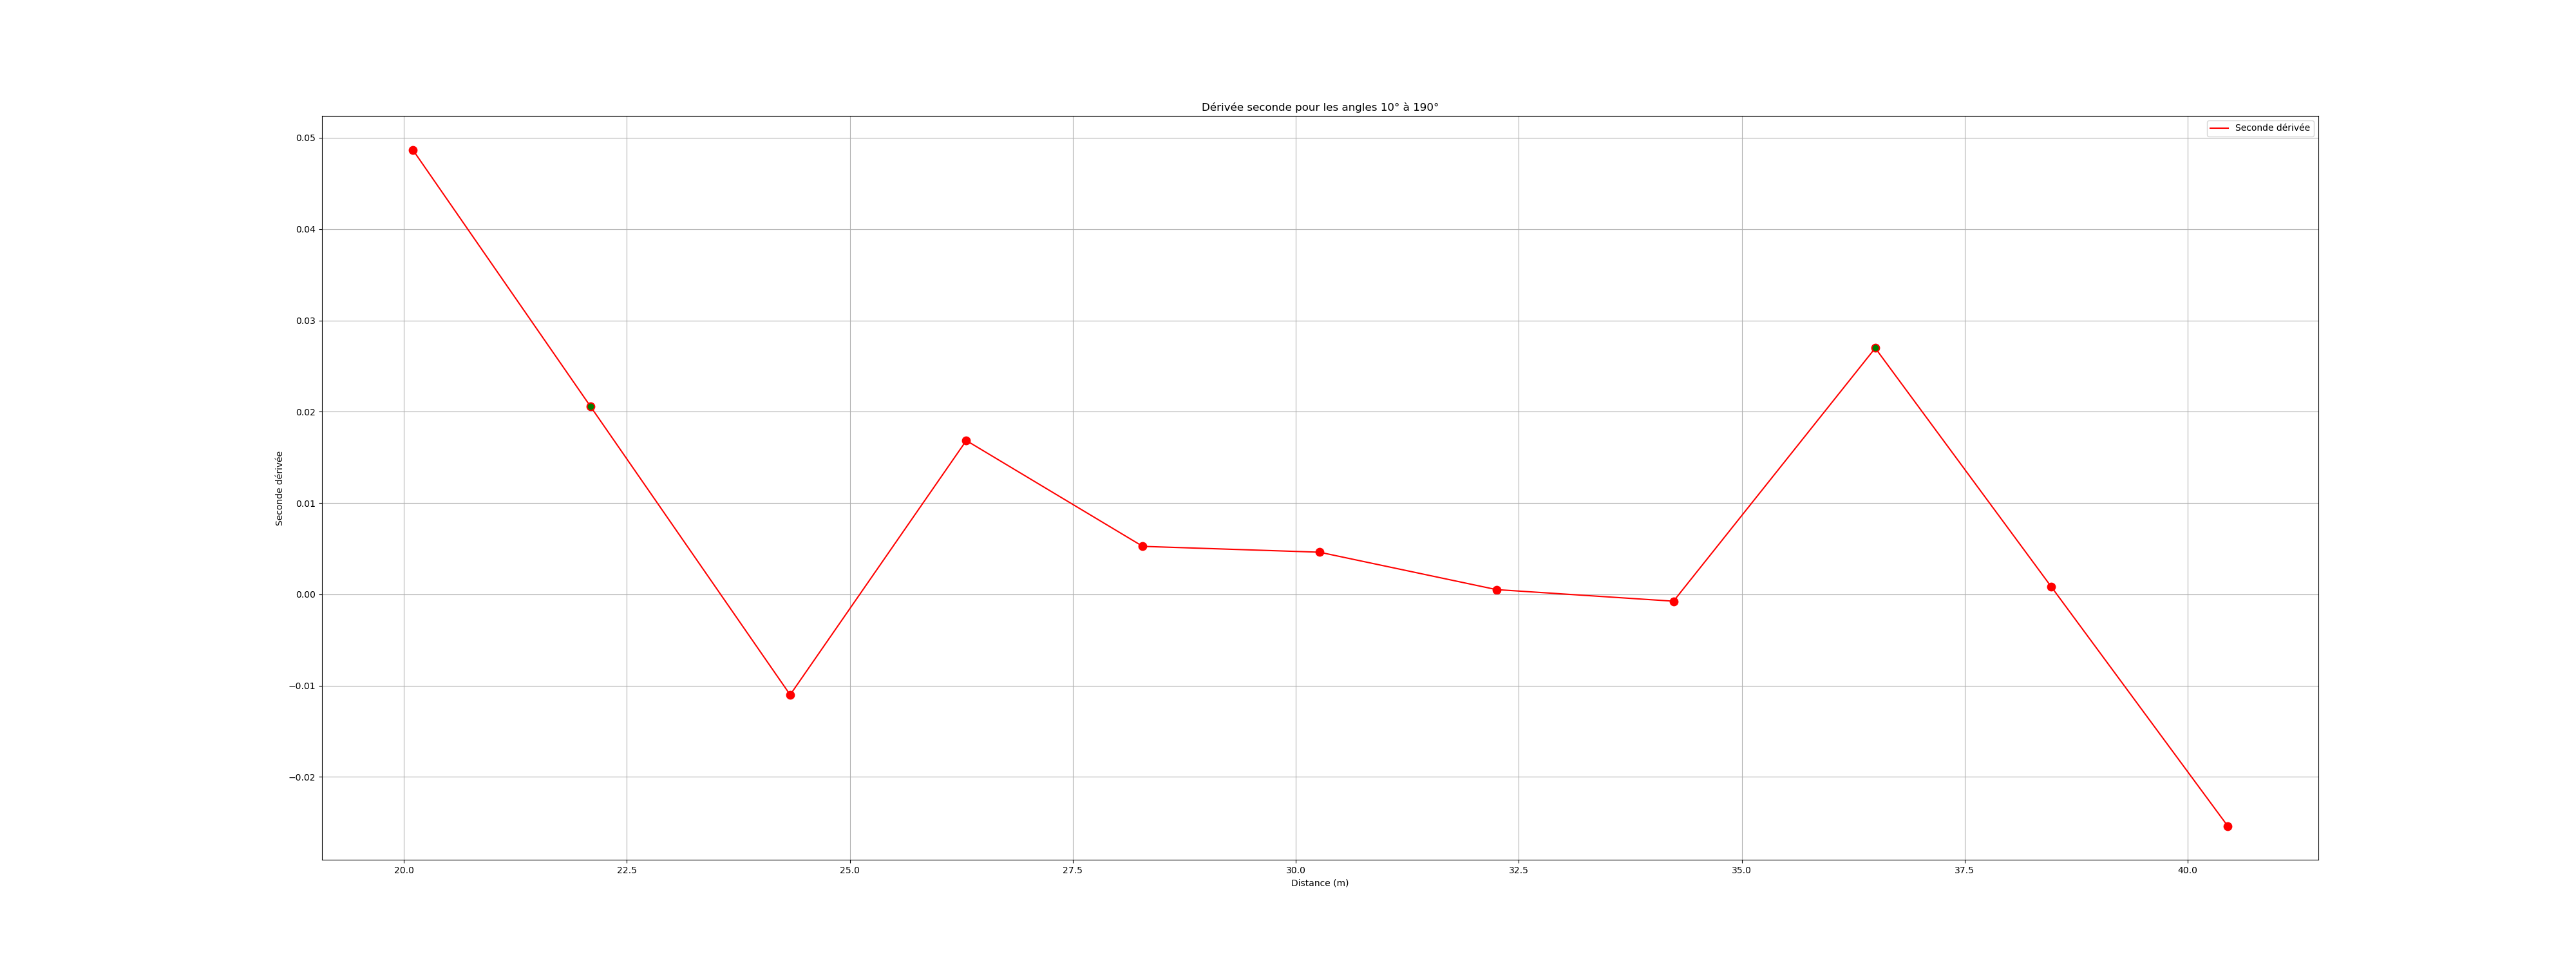 Dérivée seconde pour les angles 10° à 190°
Seconde dérivée
0.05
0.04
0.03
0.02
0.01
0.00
−0.01
−0.02
Seconde dérivée
20.0 22.5 25.0 27.5 30.0 32.5 35.0 37.5 40.0
Distance (m)